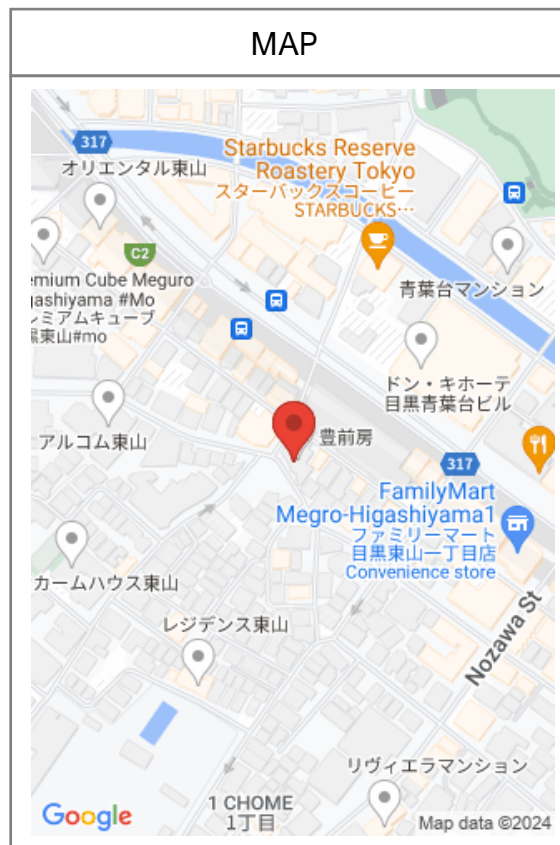 MAP
317
オリエンタル東山
Starbucks Reserve
Roastery Tokyo
スターバックスコーヒー
STARBUCKS…
C2
emium Cube Meguro
gashiyama #Mo
レミアムキューブ
黒東山#mo
青葉台マンション
ドン・キホーテ
目黒青葉台ビル
アルコム東山
豊前房
317
FamilyMart
Megro-Higashiyama1
ファミリーマート
目黒東山一丁目店
Convenience store
カームハウス東山
レジデンス東山
Nozawa St
リヴィエラマンション
1 CHOME
1丁目
Google
Map data ©2024